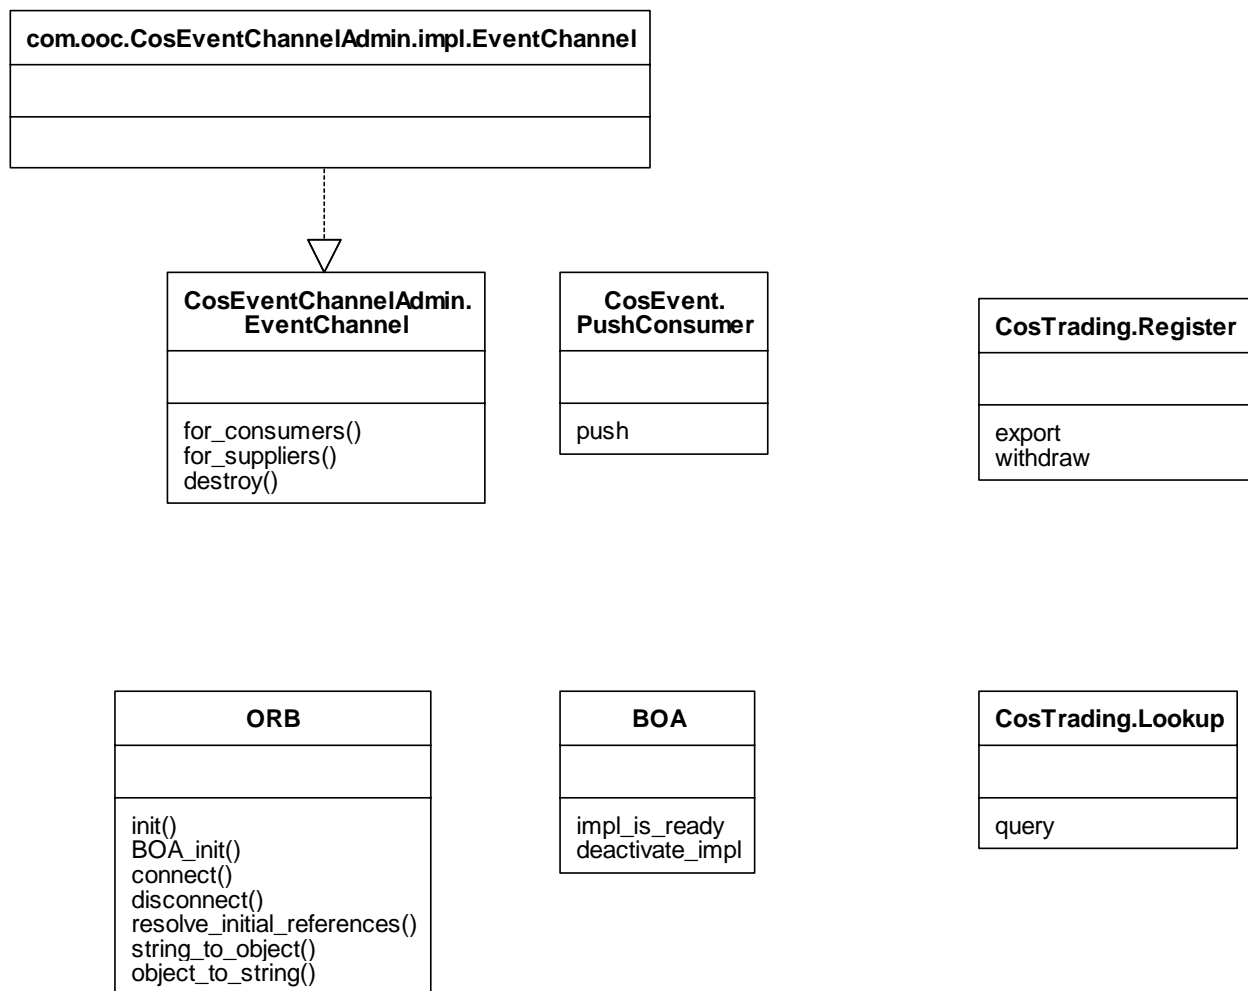 com.ooc.CosEventChannelAdmin.impl.EventChannel
CosEventChannelAdmin.
EventChannel
for_consumers()
for_suppliers()
destroy()
CosEvent.
PushConsumer
push
CosTrading.Register
export
withdraw
ORB
init()
BOA_init()
connect()
disconnect()
resolve_initial_references()
string_to_object()
object_to_string()
BOA
impl_is_ready
deactivate_impl
CosTrading.Lookup
query